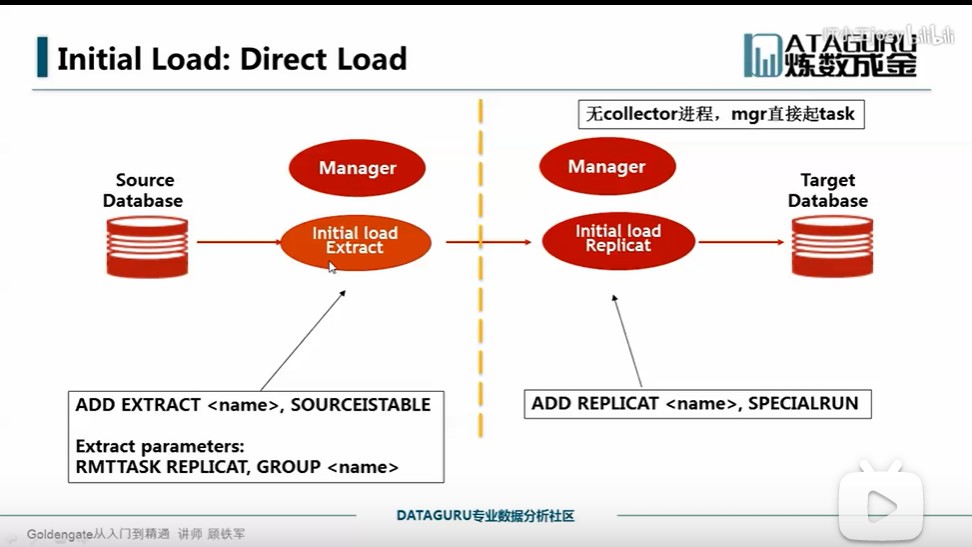 Initial Load: Direct Load
ATAGURU
炼数成金
无collector进程，mgr直接起task
Manager
Manager
Source
Database
Target
Database
Initial load
Extract
Initial load
Replicat
ADD EXTRACT <name>, SOURCEISTABLE
Extract parameters:
RMTTASK REPLICAT, GROUP <name>
ADD REPLICAT <name>, SPECIALRUN
DATAGURU专业数据分析社区
Goldengate从入门到精通 讲师 顾铁军